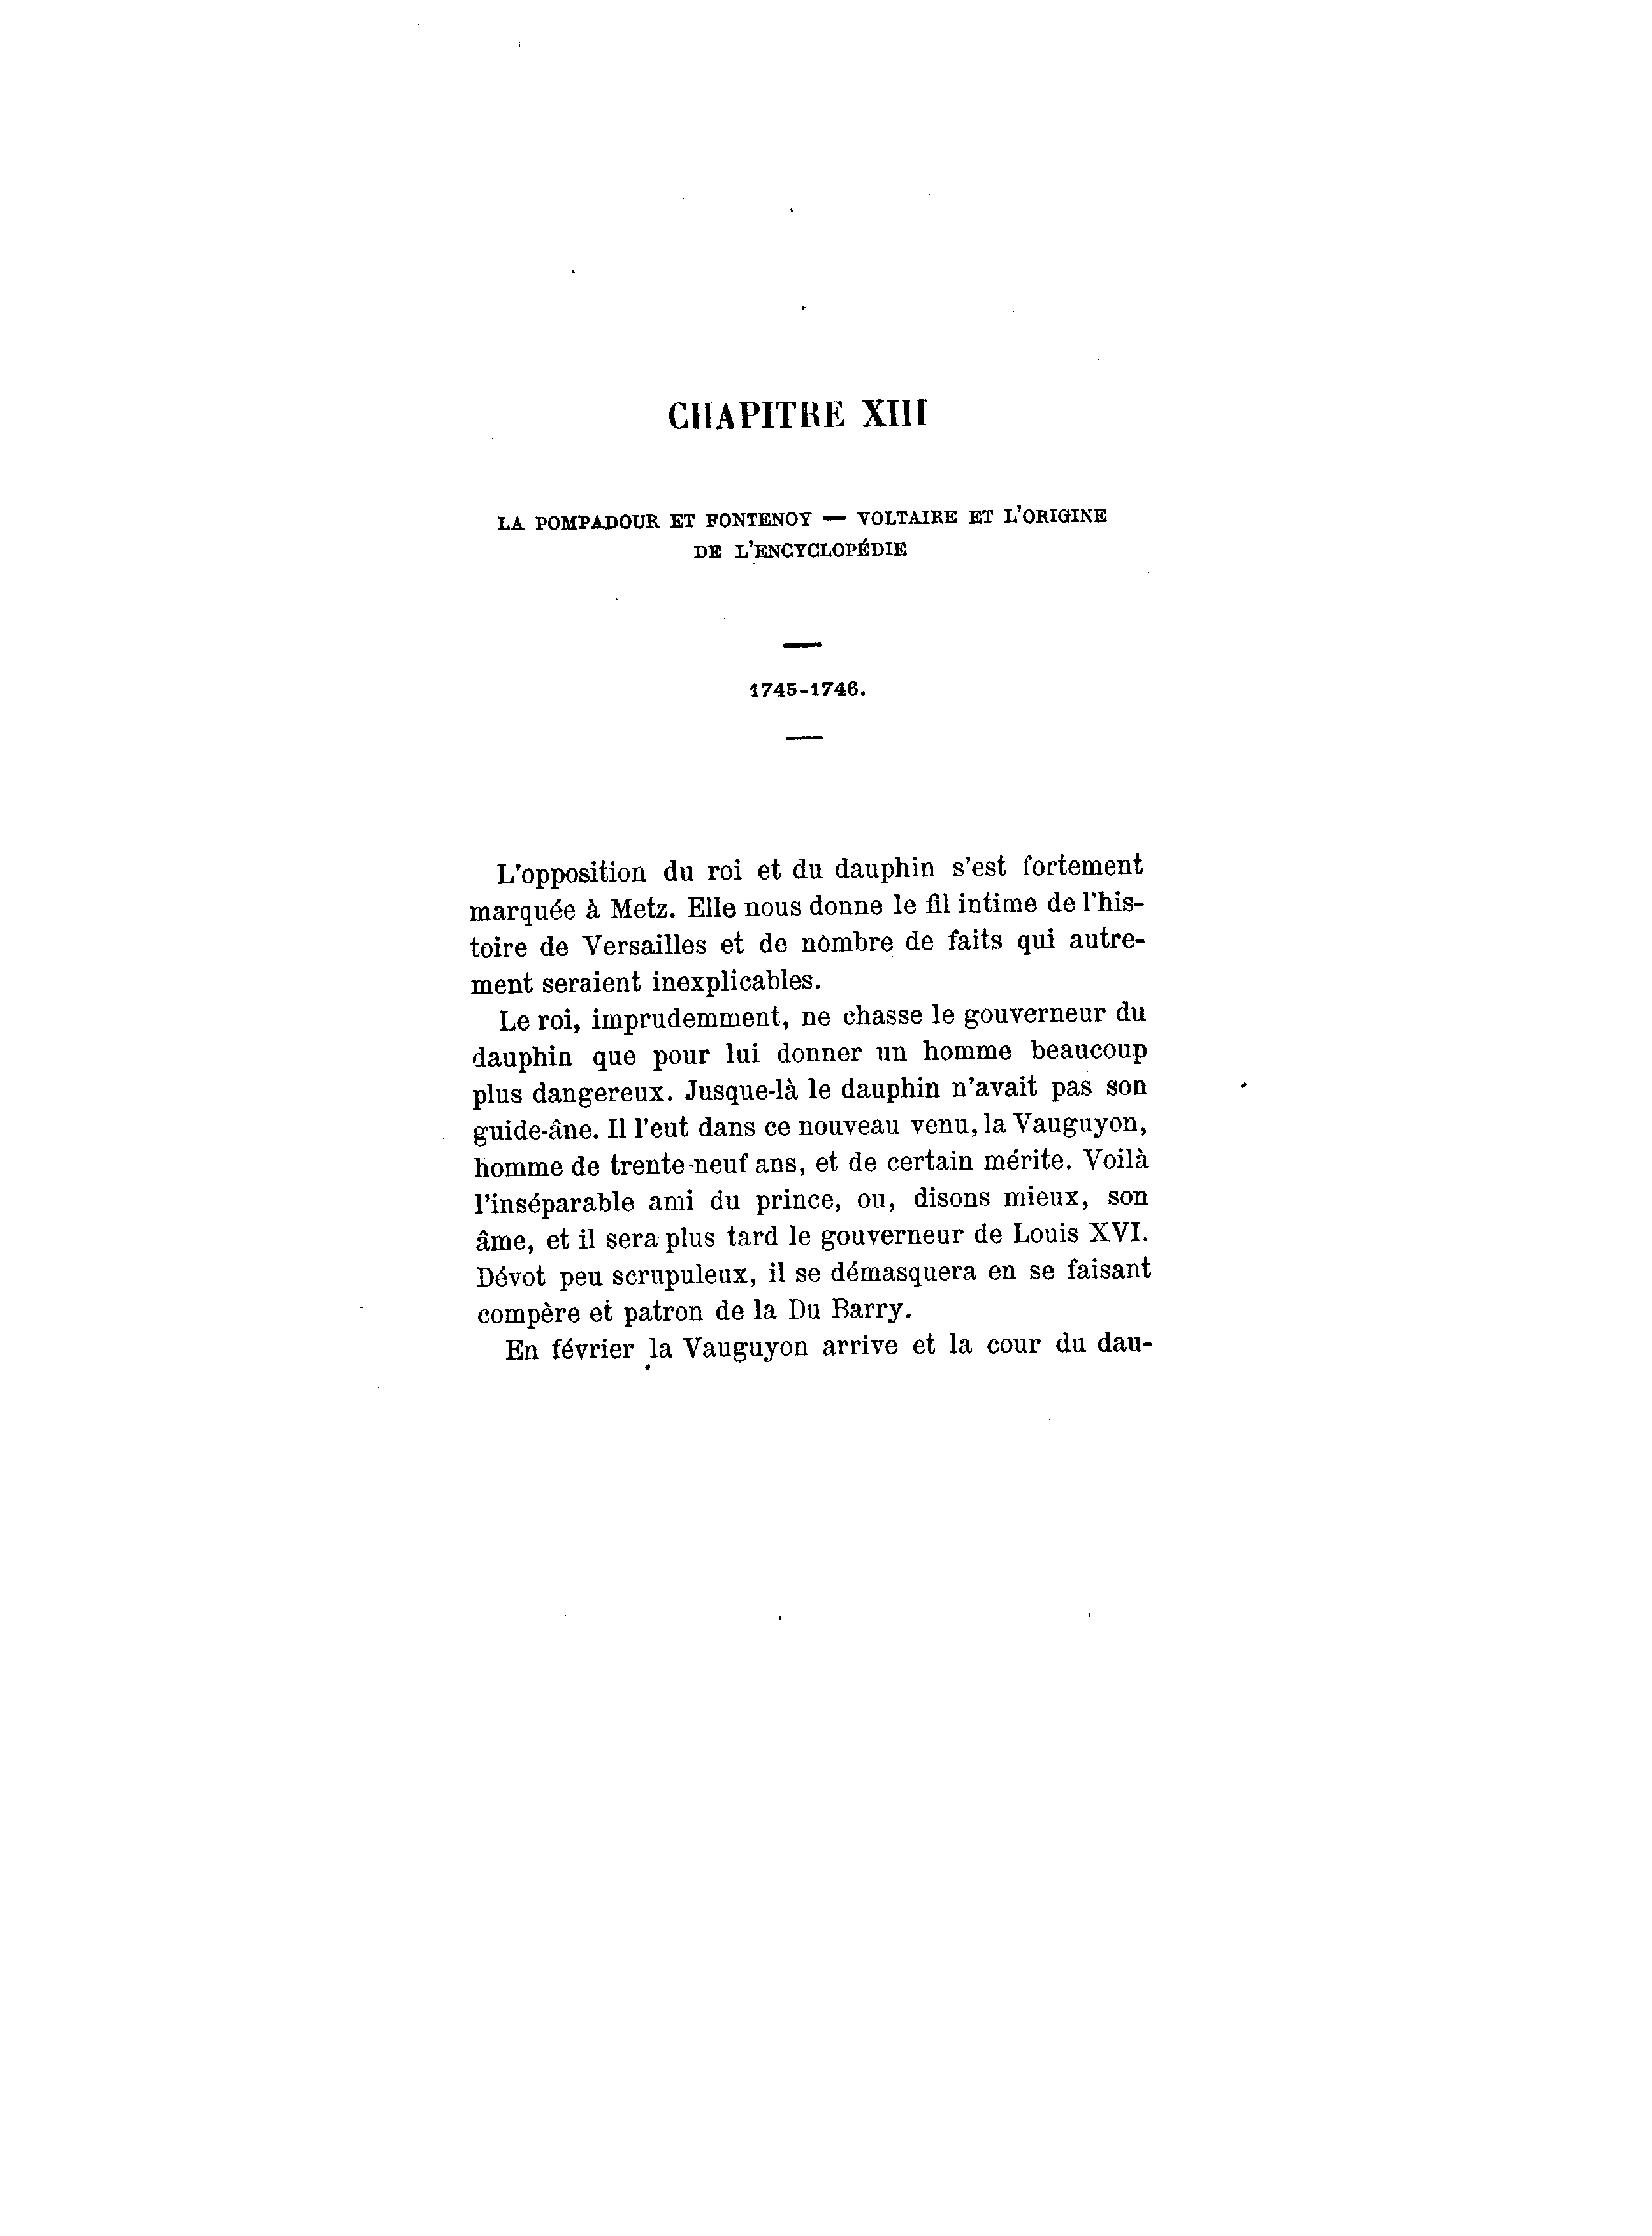 CHAPITRE XIII
LA POMPADOUR ET FONTENOY — VOLTAIRE ET L'ORIGINE
DE L'ENCYCLOPÉDIE
1745-1746.
L'opposition du roi et du dauphin s'est fortement
marquée à Metz. Elle nous donne le fil intime de l'his-
toire de Versailles et de nombre de faits qui autre-
ment seraient inexplicables.
Le roi, imprudemment, ne chasse le gouverneur du
dauphin que pour lui donner un homme beaucoup
plus dangereux. Jusque-là le dauphin n'avait pas son
guide-âne. Il l'eut dans ce nouveau venu, la Vauguyon,
homme de trente-neuf ans, et de certain mérite. Voilà
l'inséparable ami du prince, ou, disons mieux, son
âme, et il sera plus tard le gouverneur de Louis XVI.
Dévot peu scrupuleux, il se démasquera en se faisant
compère et patron de la Du Barry.
En février la Vauguyon arrive et la cour du dau-